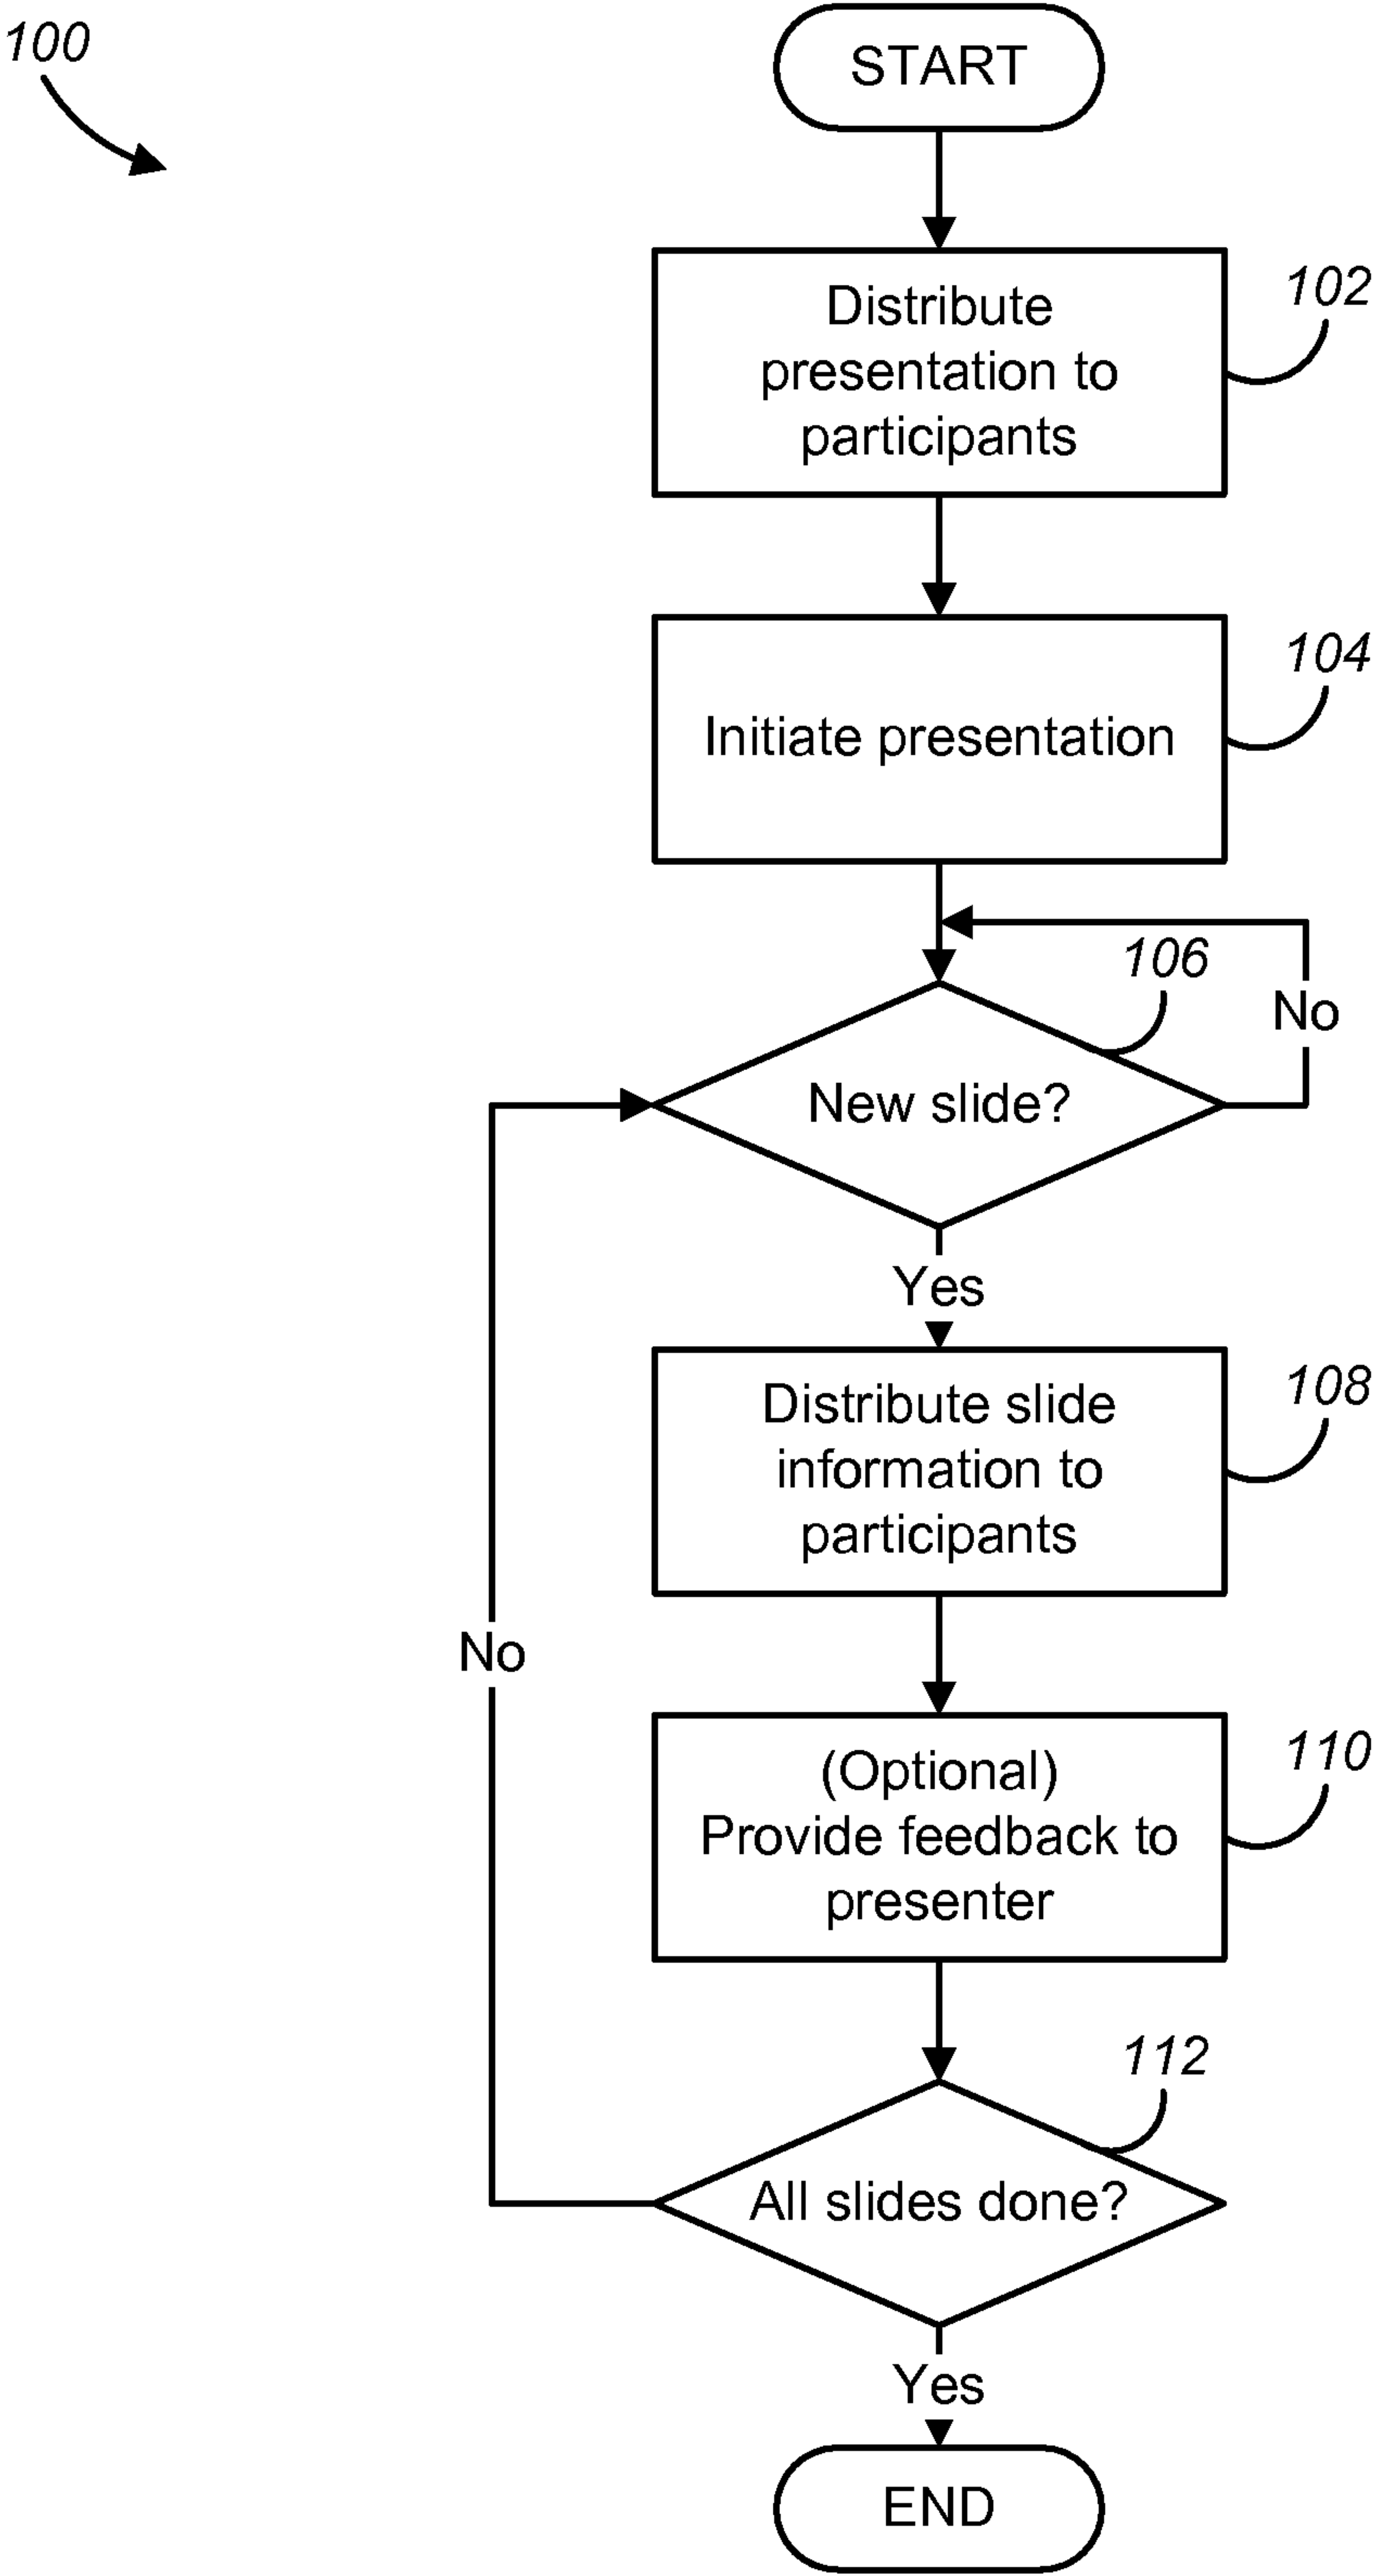 100
START
Distribute
presentation to
participants
102
Initiate presentation
104
106
No
New slide?
Yes
Distribute slide
information to
participants
108
No
(Optional)
Provide feedback to
presenter
110
112
All slides done?
Yes
END